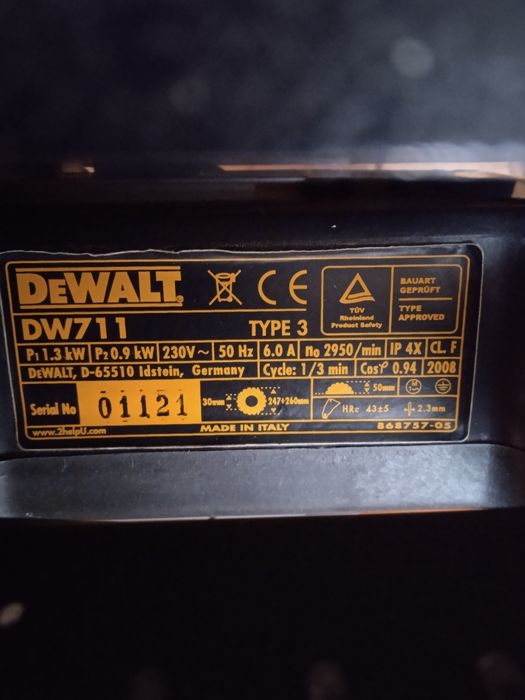 DEWALT® CE
DW711 TYPE 3
TÜV
Rheinland
Product Safety
BAUART
GEPRÜFT
TYPE
APPROVED
P1 1.3 kW P2 0.9 kW 230V~ 50 Hz 6.0 A n0 2950/min IP 4X CL. F
DEWALT, D-65510 Idstein, Germany Cycle: 1/3 min Cosφ 0.94 2008
Serial No 01121 30mm 247÷260mm 50mm M
HRc 43±5 2.3mm
www.2helpU.com MADE IN ITALY 868757-05